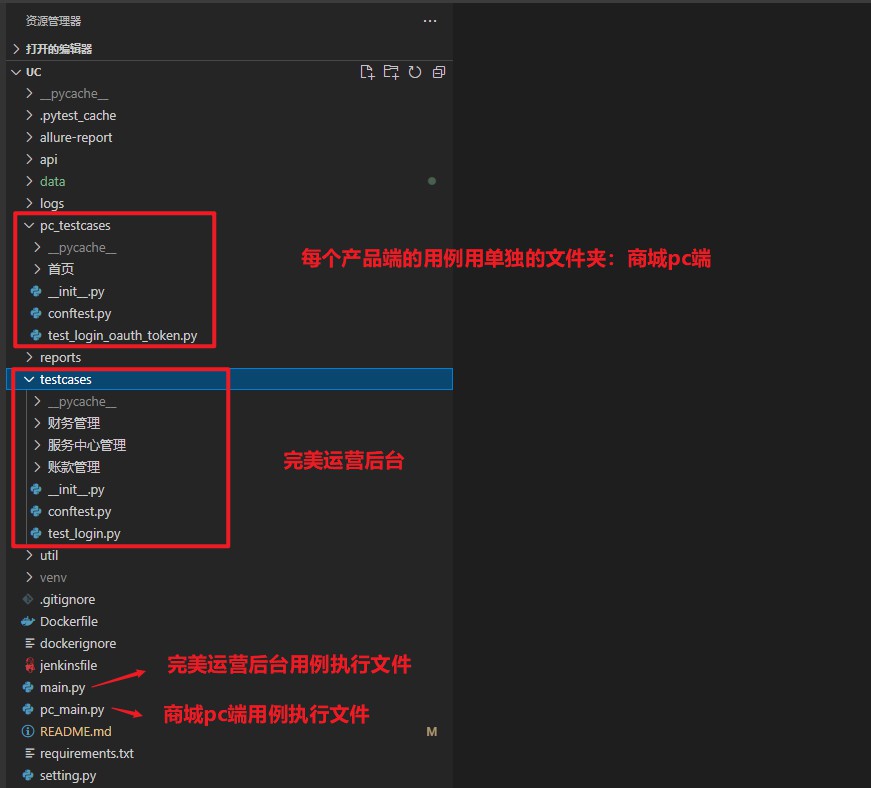 资源管理器
打开的编辑器
UC
__pycache__
.pytest_cache
allure-report
api
data
logs
pc_testcases
__pycache__
每个产品端的用例用单独的文件夹：商城pc端
首页
__init__.py
conftest.py
test_login_oauth_token.py
reports
testcases
__pycache__
财务管理
服务中心管理
完美运营后台
账款管理
__init__.py
conftest.py
test_login.py
util
venv
.gitignore
Dockerfile
dockerignore
jenkinsfile
完美运营后台用例执行文件
main.py
pc_main.py
商城pc端用例执行文件
README.md M
requirements.txt
setting.py